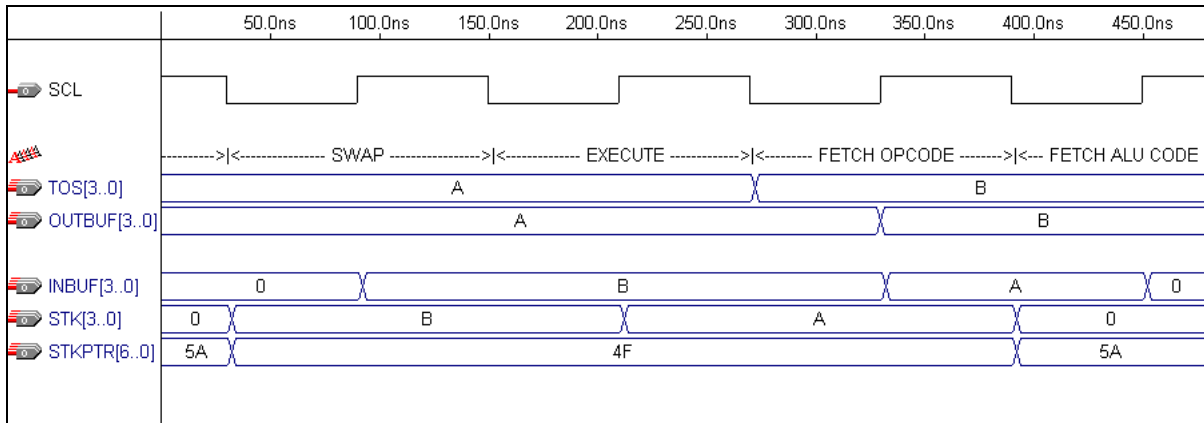 50.0ns 100.0ns 150.0ns 200.0ns 250.0ns 300.0ns 350.0ns 400.0ns 450.0ns
SCL
--------->|<-------------- SWAP -------------->|<----------- EXECUTE ----------->|<-------- FETCH OPCODE ------->|<--- FETCH ALU CODE
TOS[3..0] A B
OUTBUF[3..0] A B
INBUF[3..0] 0 B A 0
STK[3..0] 0 B A 0
STKPTR[6..0] 5A 4F 5A